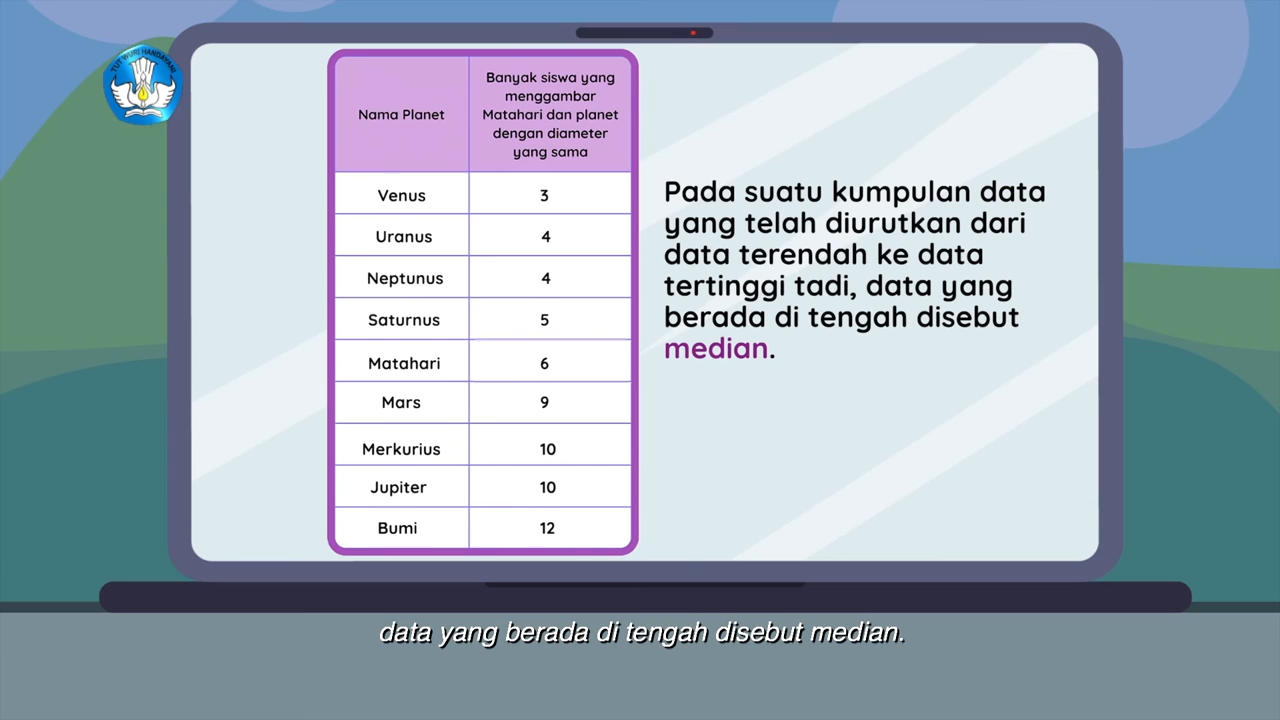 TUT WURI HANDAYANI
Nama Planet
Banyak siswa yang
menggambar
Matahari dan planet
dengan diameter
yang sama
Venus 3
Uranus 4
Neptunus 4
Saturnus 5
Matahari 6
Mars 9
Merkurius 10
Jupiter 10
Bumi 12
Pada suatu kumpulan data
yang telah diurutkan dari
data terendah ke data
tertinggi tadi, data yang
berada di tengah disebut
median.
data yang berada di tengah disebut median.